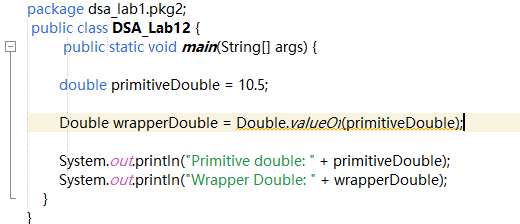 package dsa_lab1.pkg2;
public class DSA_Lab12 {
public static void main(String[] args) {
double primitiveDouble = 10.5;
Double wrapperDouble = Double.valueOf(primitiveDouble);
System.out.println("Primitive double: " + primitiveDouble);
System.out.println("Wrapper Double: " + wrapperDouble);
}
}